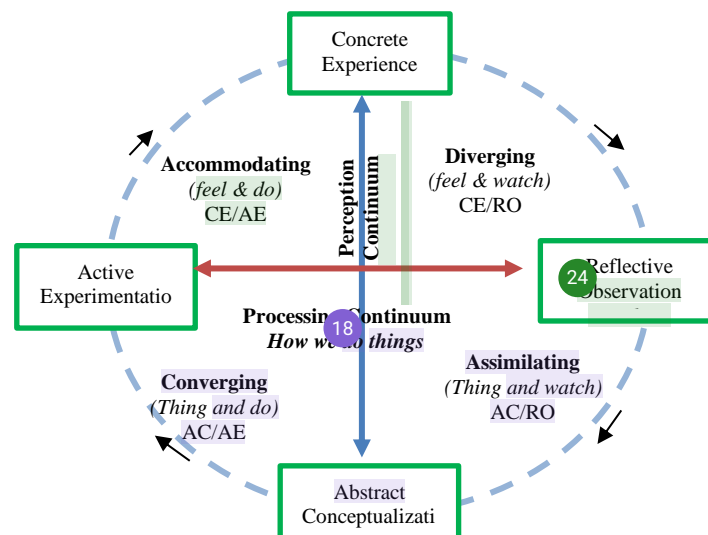 Concrete
Experience
Accommodating
(feel & do)
CE/AE
Perception
Continuum
Diverging
(feel & watch)
CE/RO
Active
Experimentatio
24
Reflective
Observation
Processing Continuum
How we do things
18
Converging
(Thing and do)
AC/AE
Assimilating
(Thing and watch)
AC/RO
Abstract
Conceptualizati